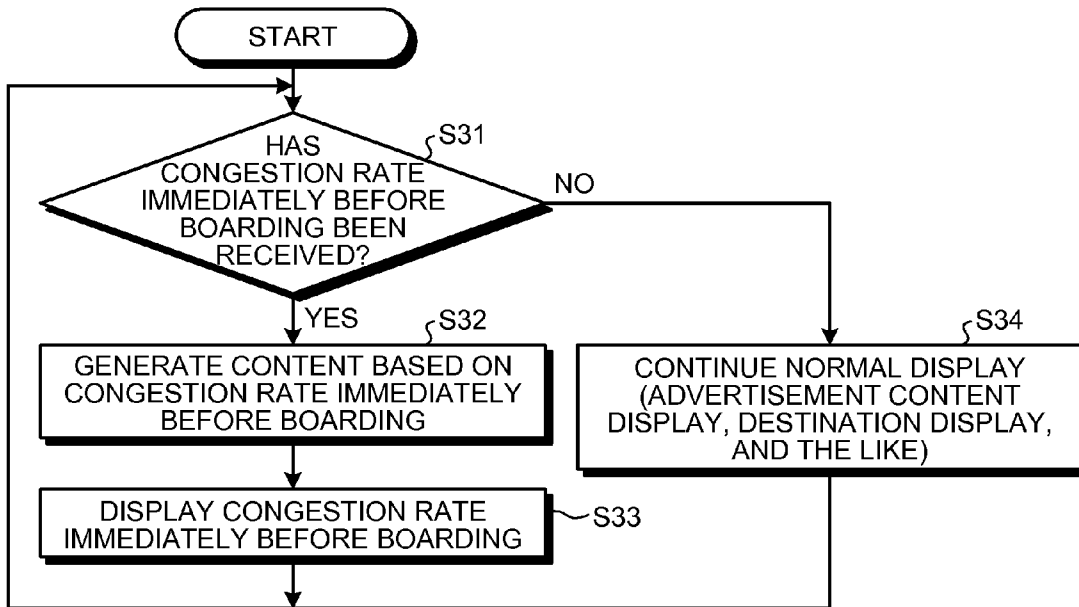 START
S31
HAS
CONGESTION RATE
IMMEDIATELY BEFORE
BOARDING BEEN
RECEIVED?
NO
YES
S32
GENERATE CONTENT BASED ON
CONGESTION RATE IMMEDIATELY
BEFORE BOARDING
S34
CONTINUE NORMAL DISPLAY
(ADVERTISEMENT CONTENT
DISPLAY, DESTINATION DISPLAY,
AND THE LIKE)
DISPLAY CONGESTION RATE
IMMEDIATELY BEFORE BOARDING
S33